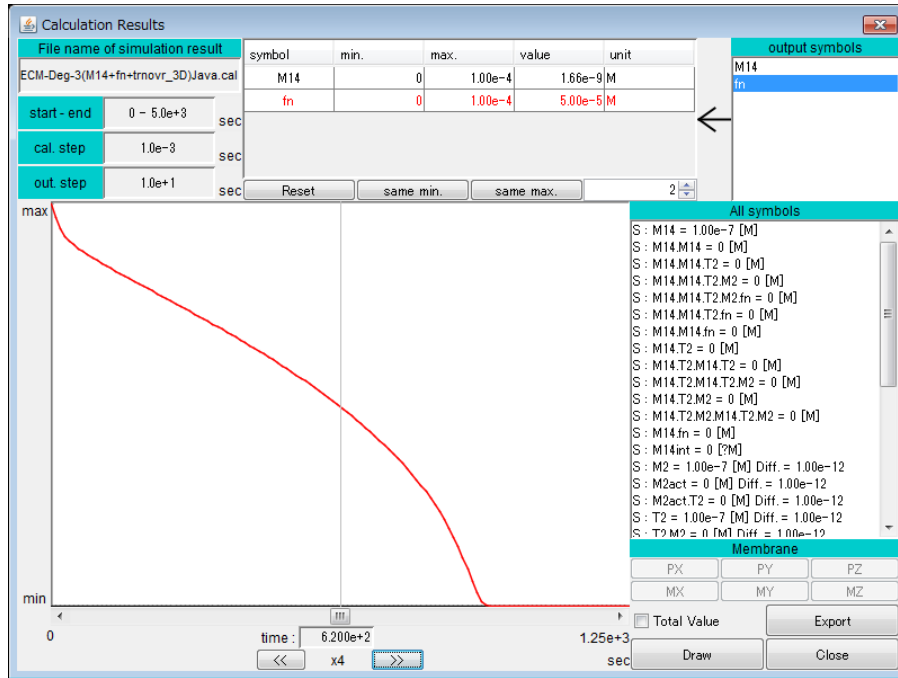 Calculation Results
File name of simulation result
ECM-Deg-3(M14+fn+trnovr_3D)Java.cal
start - end 0 - 5.0e+3 sec
cal. step 1.0e-3 sec
out. step 1.0e+1 sec
symbol min. max. value unit
M14 0 1.00e-4 1.66e-9 M
fn 0 1.00e-4 5.00e-5 M
Reset same min. same max. 2
output symbols
M14
fn
max
min
0
time : 6.200e+2
1.25e+3
<< x4 >>
sec
All symbols
S : M14 = 1.00e-7 [M]
S : M14.M14 = 0 [M]
S : M14.M14.T2 = 0 [M]
S : M14.M14.T2.M2 = 0 [M]
S : M14.M14.T2.M2.fn = 0 [M]
S : M14.M14.T2.fn = 0 [M]
S : M14.M14.fn = 0 [M]
S : M14.T2 = 0 [M]
S : M14.T2.M14.T2 = 0 [M]
S : M14.T2.M14.T2.M2 = 0 [M]
S : M14.T2.M2 = 0 [M]
S : M14.T2.M2.M14.T2.M2 = 0 [M]
S : M14.fn = 0 [M]
S : M14int = 0 [?M]
S : M2 = 1.00e-7 [M] Diff. = 1.00e-12
S : M2act = 0 [M] Diff. = 1.00e-12
S : M2act.T2 = 0 [M] Diff. = 1.00e-12
S : T2 = 1.00e-7 [M] Diff. = 1.00e-12
S : T2.M2 = 0 [M] Diff. = 1.00e-12
Membrane
PX PY PZ
MX MY MZ
Total Value Export
Draw Close